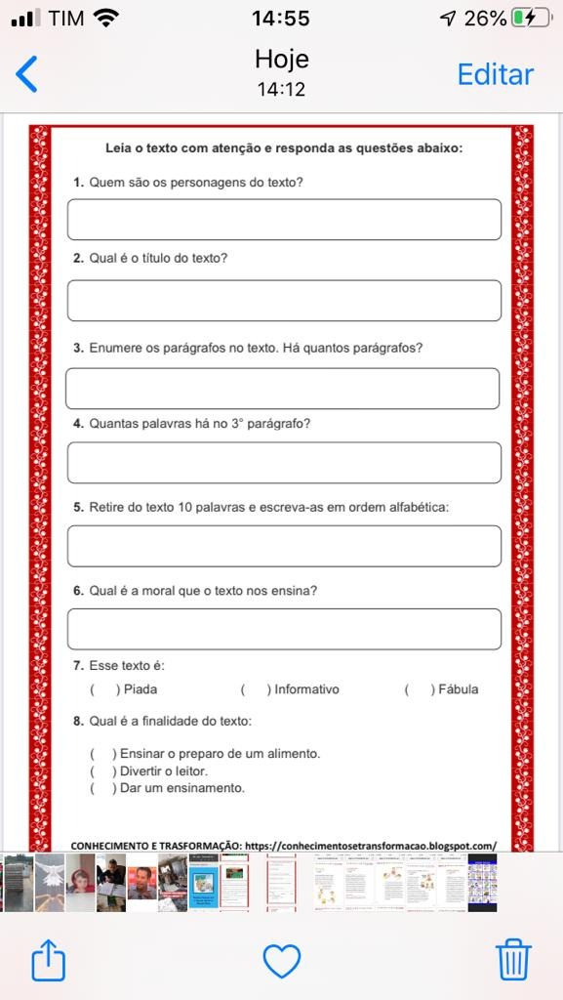 TIM 14:55 26%
Hoje
14:12
Editar
Leia o texto com atenção e responda as questões abaixo:
1. Quem são os personagens do texto?
2. Qual é o título do texto?
3. Enumere os parágrafos no texto. Há quantos parágrafos?
4. Quantas palavras há no 3° parágrafo?
5. Retire do texto 10 palavras e escreva-as em ordem alfabética:
6. Qual é a moral que o texto nos ensina?
7. Esse texto é:
( ) Piada ( ) Informativo ( ) Fábula
8. Qual é a finalidade do texto:
( ) Ensinar o preparo de um alimento.
( ) Divertir o leitor.
( ) Dar um ensinamento.
CONHECIMENTO E TRASFORMAÇÃO: https://conhecimentosetransformacao.blogspot.com/